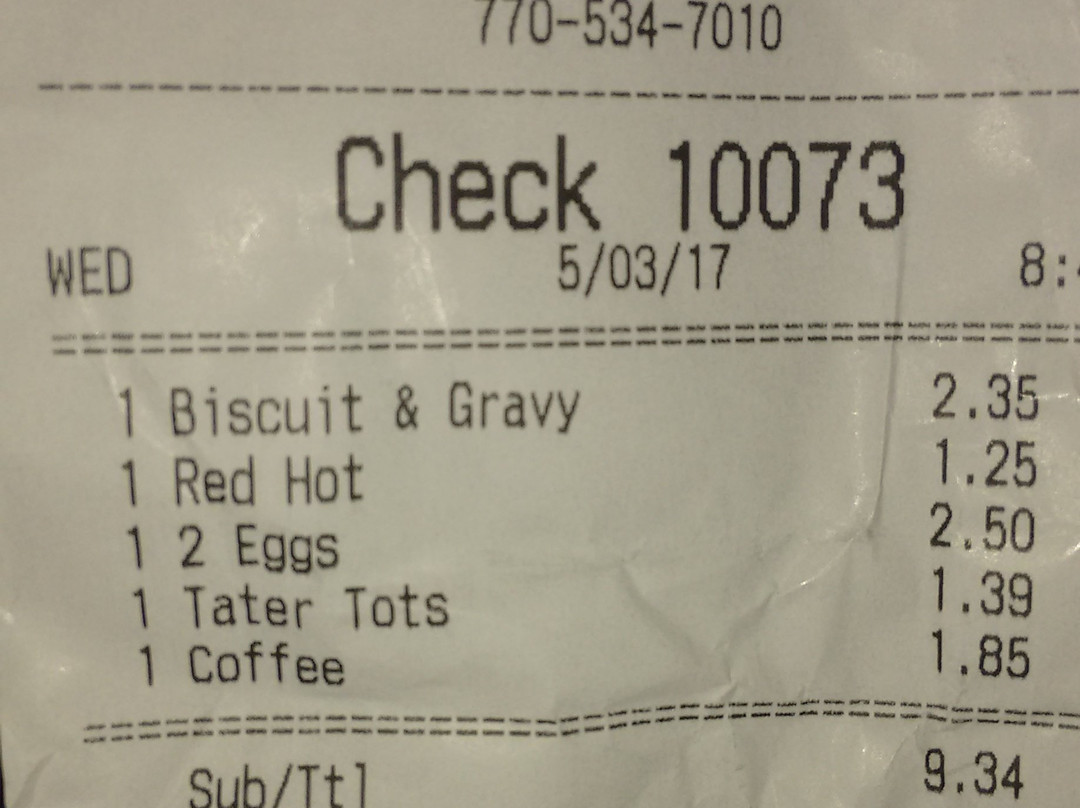 770-534-7010
Check 10073
WED 5/03/17
1 Biscuit & Gravy 2.35
1 Red Hot 1.25
1 2 Eggs 2.50
1 Tater Tots 1.39
1 Coffee 1.85
Sub/Ttl 9.34